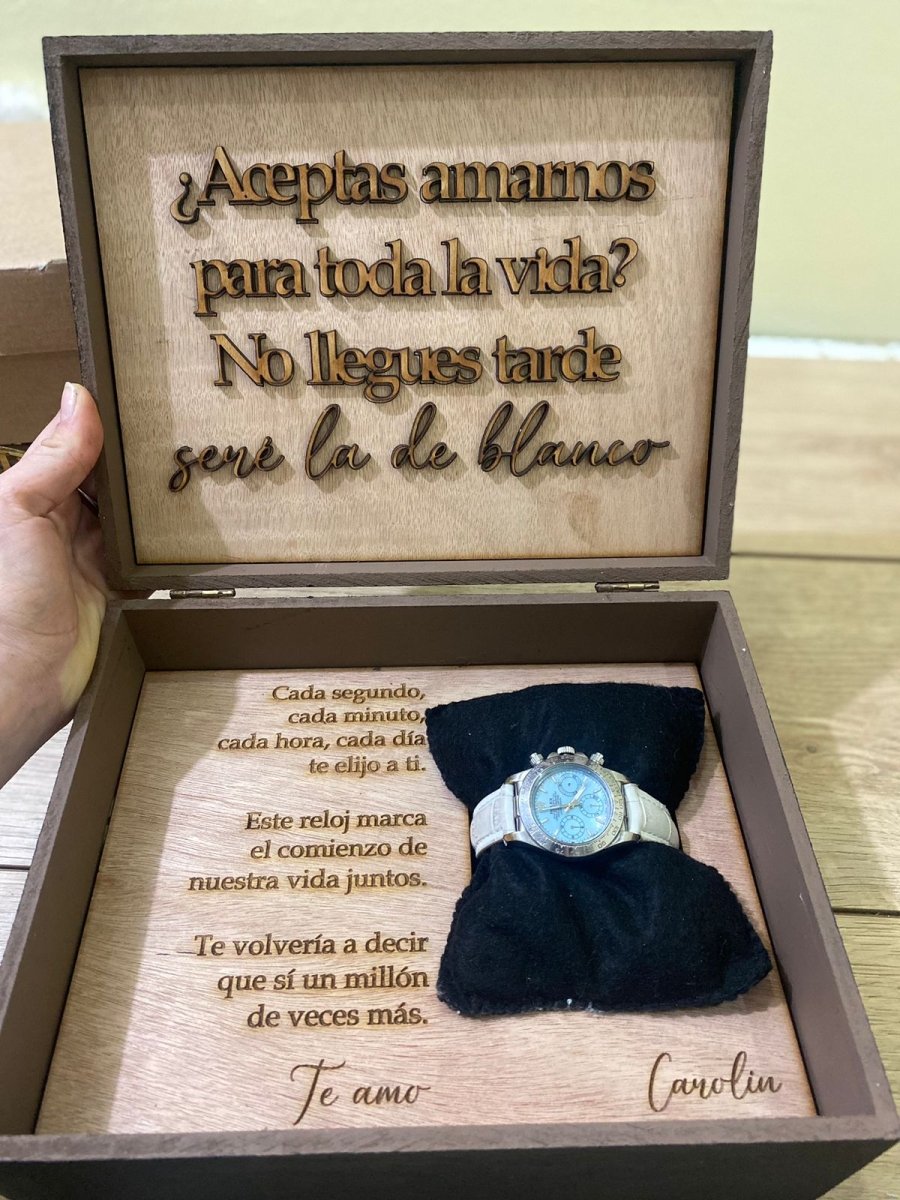 ¿Aceptas amarnos
para toda la vida?
No llegues tarde
seré la de blanco
Cada segundo,
cada minuto,
cada hora, cada día
te elijo a ti.
Este reloj marca
el comienzo de
nuestra vida juntos.
Te volvería a decir
que sí un millón
de veces más.
Te amo
Carolin